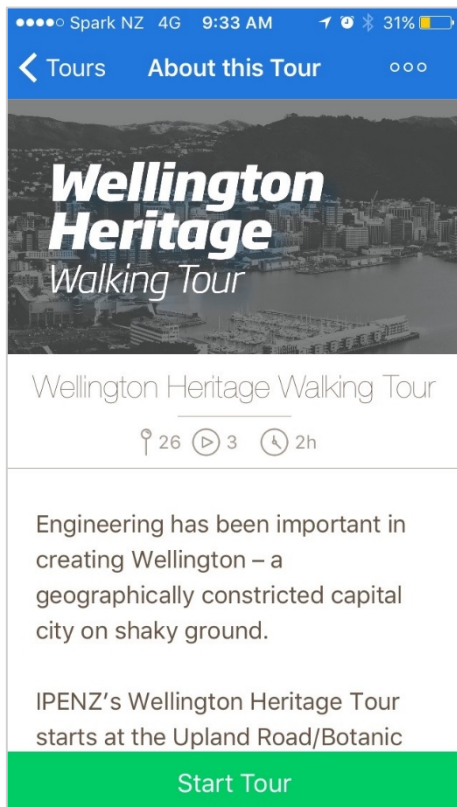 Spark NZ 4G 9:33 AM 31%
Tours About this Tour
Wellington
Heritage
Walking Tour
Wellington Heritage Walking Tour
26 3 2h
Engineering has been important in
creating Wellington – a
geographically constricted capital
city on shaky ground.
IPENZ’s Wellington Heritage Tour
starts at the Upland Road/Botanic
Start Tour